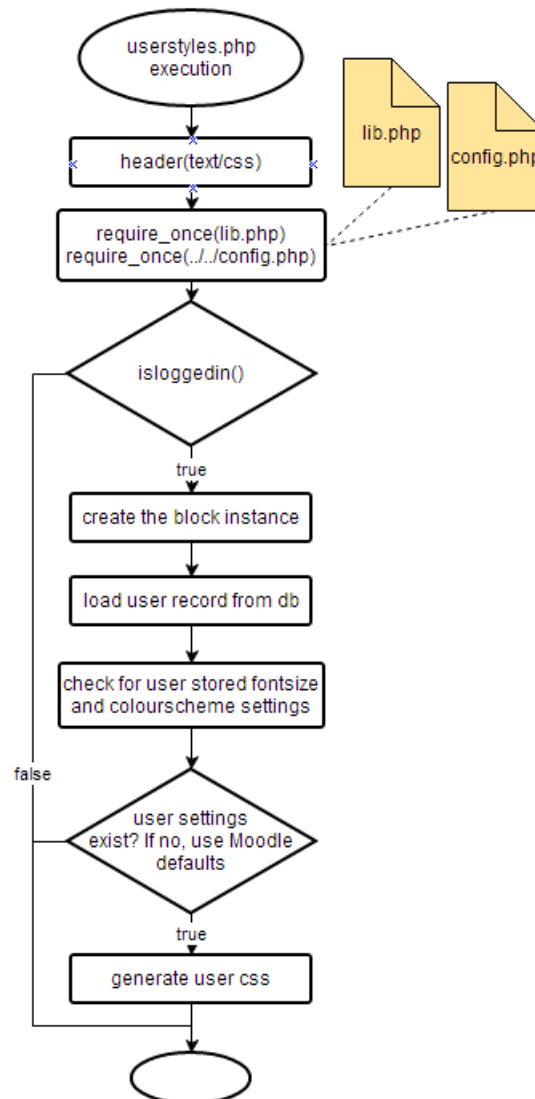 userstyles.php
execution
lib.php
config.php
header(text/css)
require_once(lib.php)
require_once(../../config.php)
isloggedin()
true
create the block instance
load user record from db
check for user stored fontsize
and colourscheme settings
false
user settings
exist? If no, use Moodle
defaults
true
generate user css